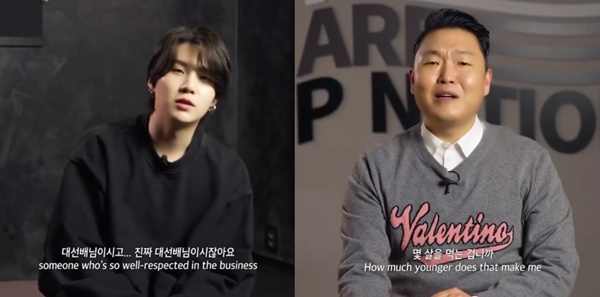 대선배님이시고... 진짜 대선배님이시잖아요
someone who's so well-respected in the business
ARE
P NATIO
Valentino
몇 살을 먹는 겁니까
How much younger does that make me